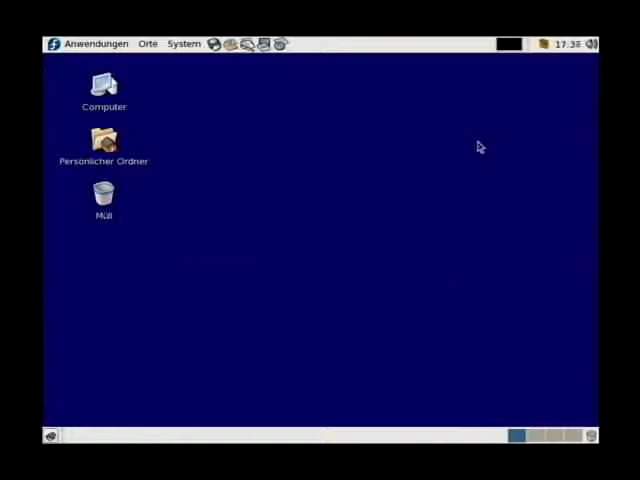 Anwendungen Orte System 17:38
Computer
Persönlicher Ordner
Müll